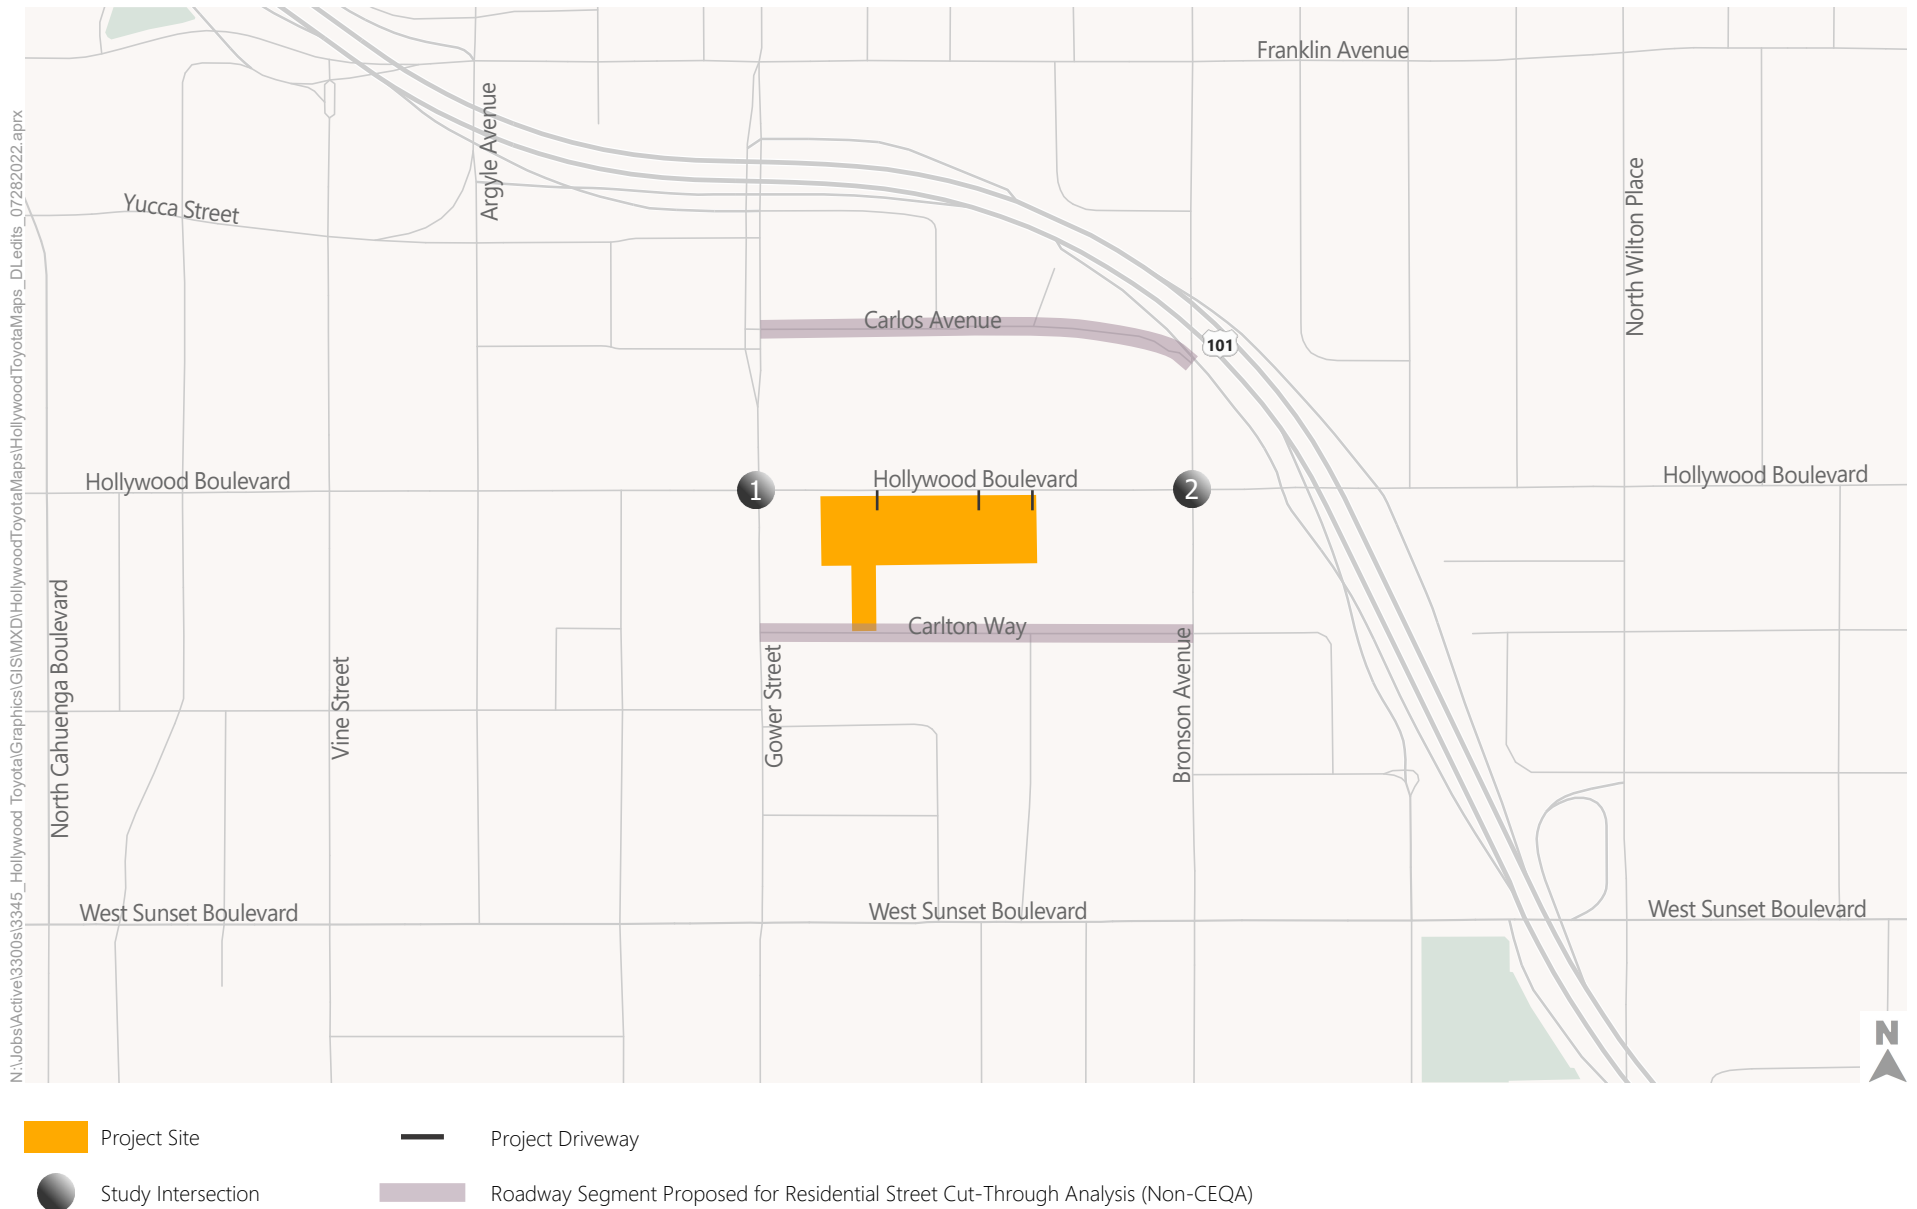 Franklin Avenue
Argyle Avenue
Yucca Street
North Wilton Place
Carlos Avenue
101
Hollywood Boulevard
Hollywood Boulevard
Hollywood Boulevard
1
2
North Cahuenga Boulevard
Vine Street
Gower Street
Carlton Way
Bronson Avenue
West Sunset Boulevard
West Sunset Boulevard
West Sunset Boulevard
N
N:\Jobs\Active\3300s\3345_Hollywood Toyota\Graphics\GIS\MXD\HollywoodToyotaMaps\HollywoodToyotaMaps_DLedits_07282022.aprx
Project Site
Project Driveway
Study Intersection
Roadway Segment Proposed for Residential Street Cut-Through Analysis (Non-CEQA)